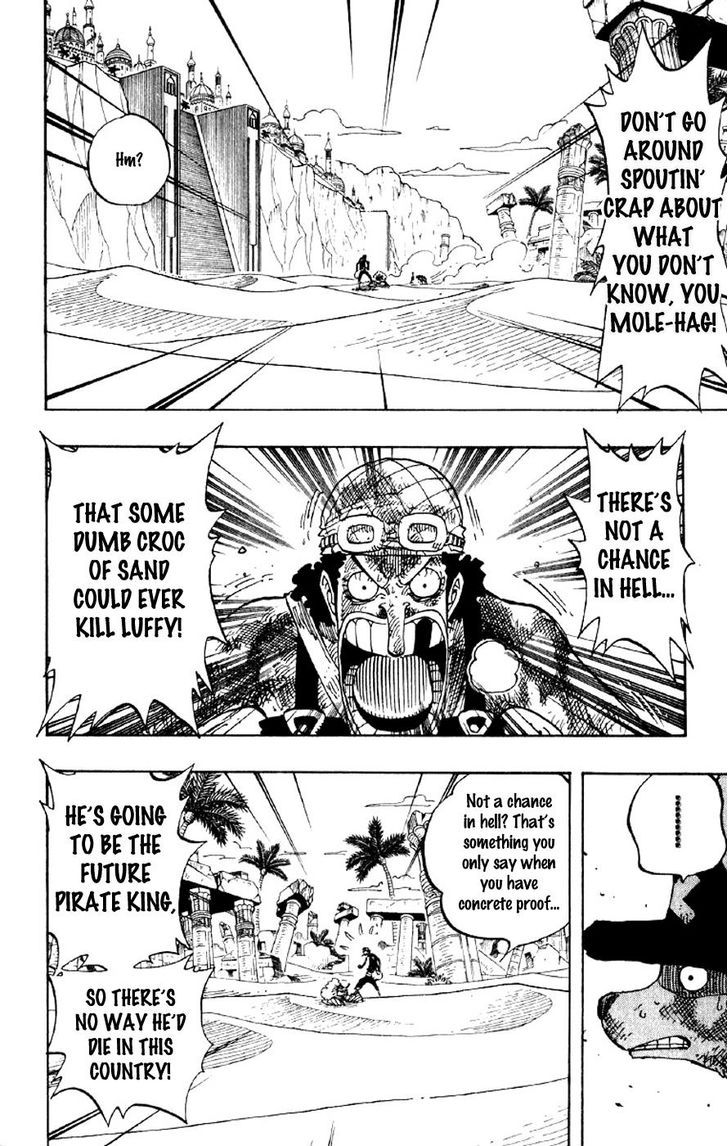 DON'T GO
AROUND
SPOUTIN'
CRAP ABOUT
WHAT
YOU DON'T
KNOW, YOU
MOLE-HAG!
Hm?
THERE'S
NOT A
CHANCE
IN HELL...
THAT SOME
DUMB CROC
OF SAND
COULD EVER
KILL LUFFY!
.........
Not a chance
in hell? That's
something you
only say when
you have
concrete proof...
HE'S GOING
TO BE THE
FUTURE
PIRATE KING,
SO THERE'S
NO WAY HE'D
DIE IN THIS
COUNTRY!